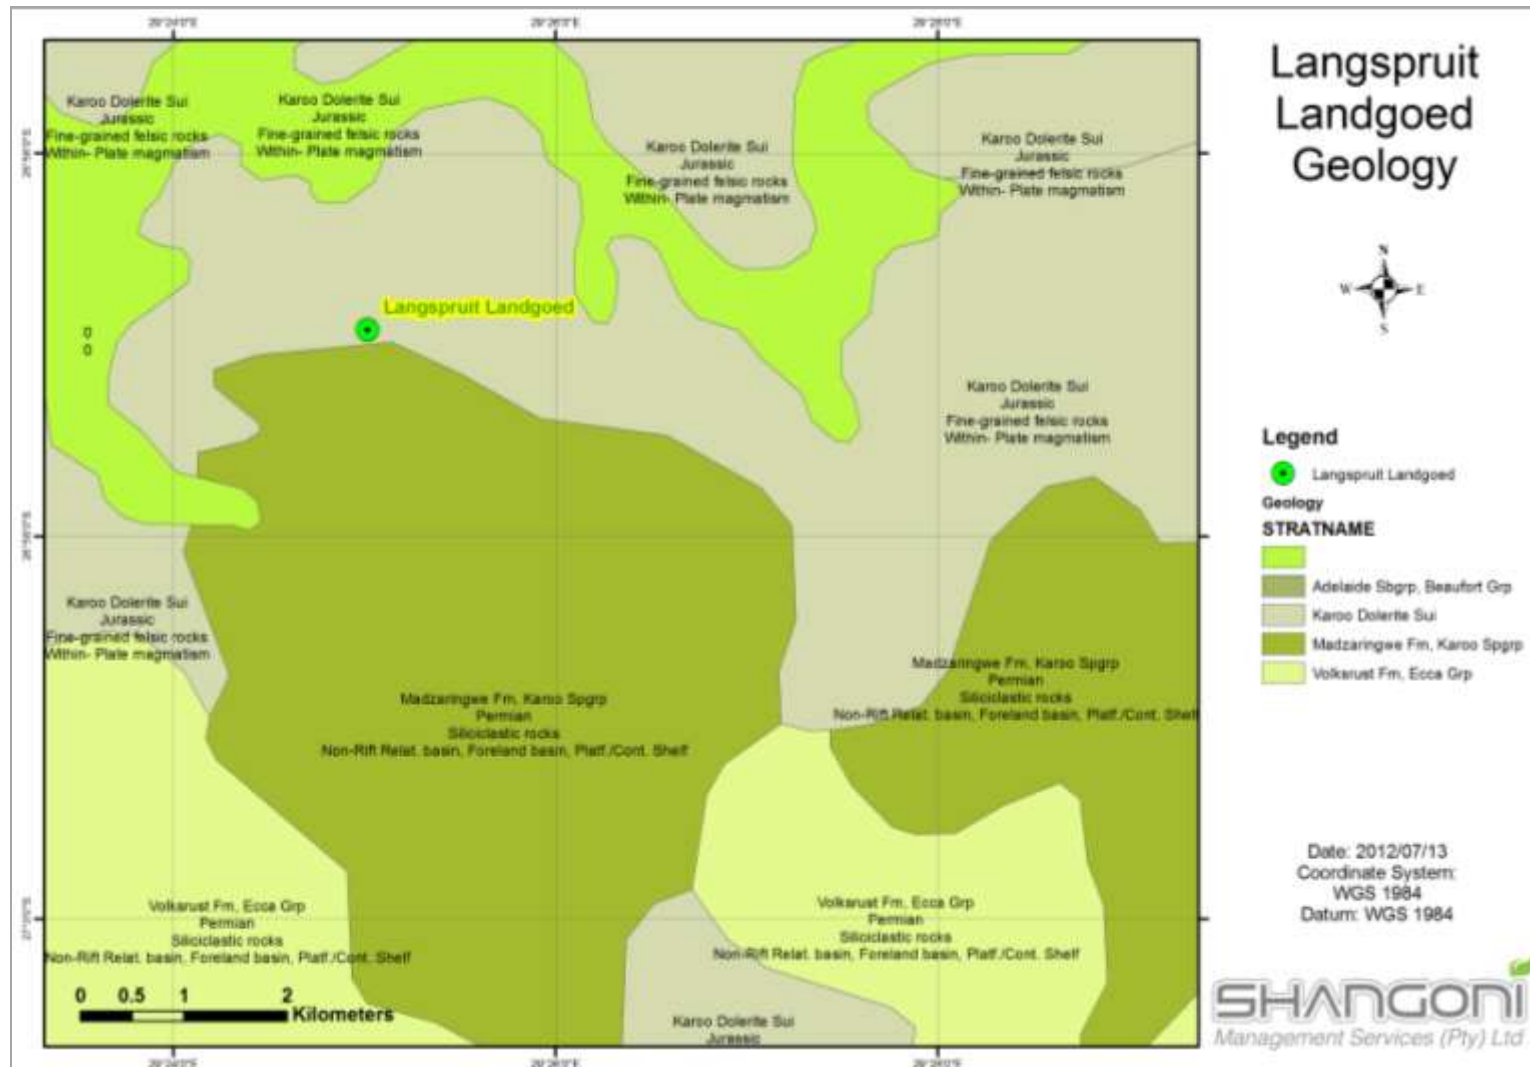 Karoo Dolerite Sui
Jurassic
Fine-grained felsic rocks
Within- Plate magmatism
Karoo Dolerite Sui
Jurassic
Fine-grained felsic rocks
Within- Plate magmatism
Karoo Dolerite Sui
Jurassic
Fine-grained felsic rocks
Within- Plate magmatism
Karoo Dolerite Sui
Jurassic
Fine-grained felsic rocks
Within- Plate magmatism
Langspruit Landgoed
0
0
Karoo Dolerite Sui
Jurassic
Fine-grained felsic rocks
Within- Plate magmatism
Karoo Dolerite Sui
Jurassic
Fine-grained felsic rocks
Within- Plate magmatism
Madzaringwe Fm, Karoo Spgrp
Permian
Siliciclastic rocks
Non-Rift Relat. basin, Foreland basin, Platf./Cont. Shelf
Madzaringwe Fm, Karoo Spgrp
Permian
Siliciclastic rocks
Non-Rift Relat. basin, Foreland basin, Platf./Cont. Shelf
Volksrust Fm, Ecca Grp
Permian
Siliciclastic rocks
Non-Rift Relat. basin, Foreland basin, Platf./Cont. Shelf
Volksrust Fm, Ecca Grp
Permian
Siliciclastic rocks
Non-Rift Relat. basin, Foreland basin, Platf./Cont. Shelf
Karoo Dolerite Sui
Jurassic
0 0.5 1 2
Kilometers
Langspruit
Landgoed
Geology
N
W E
S
Legend
Langspruit Landgoed
Geology
STRATNAME
Adelaide Sbgrp, Beaufort Grp
Karoo Dolerite Sui
Madzaringwe Fm, Karoo Spgrp
Volksrust Fm, Ecca Grp
Date: 2012/07/13
Coordinate System:
WGS 1984
Datum: WGS 1984
SHANGONI
Management Services (Pty) Ltd